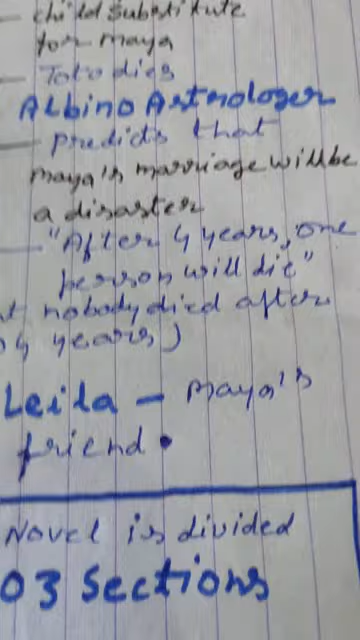 — child substitute
for maya
— Toto dies
Albino Astrologer
— Predicts that
maya's marriage will be
a disaster
— "After 4 years, one
person will die"
nobody died after
4 years)
Leila - maya's
friend.
Novel is divided
03 Sections